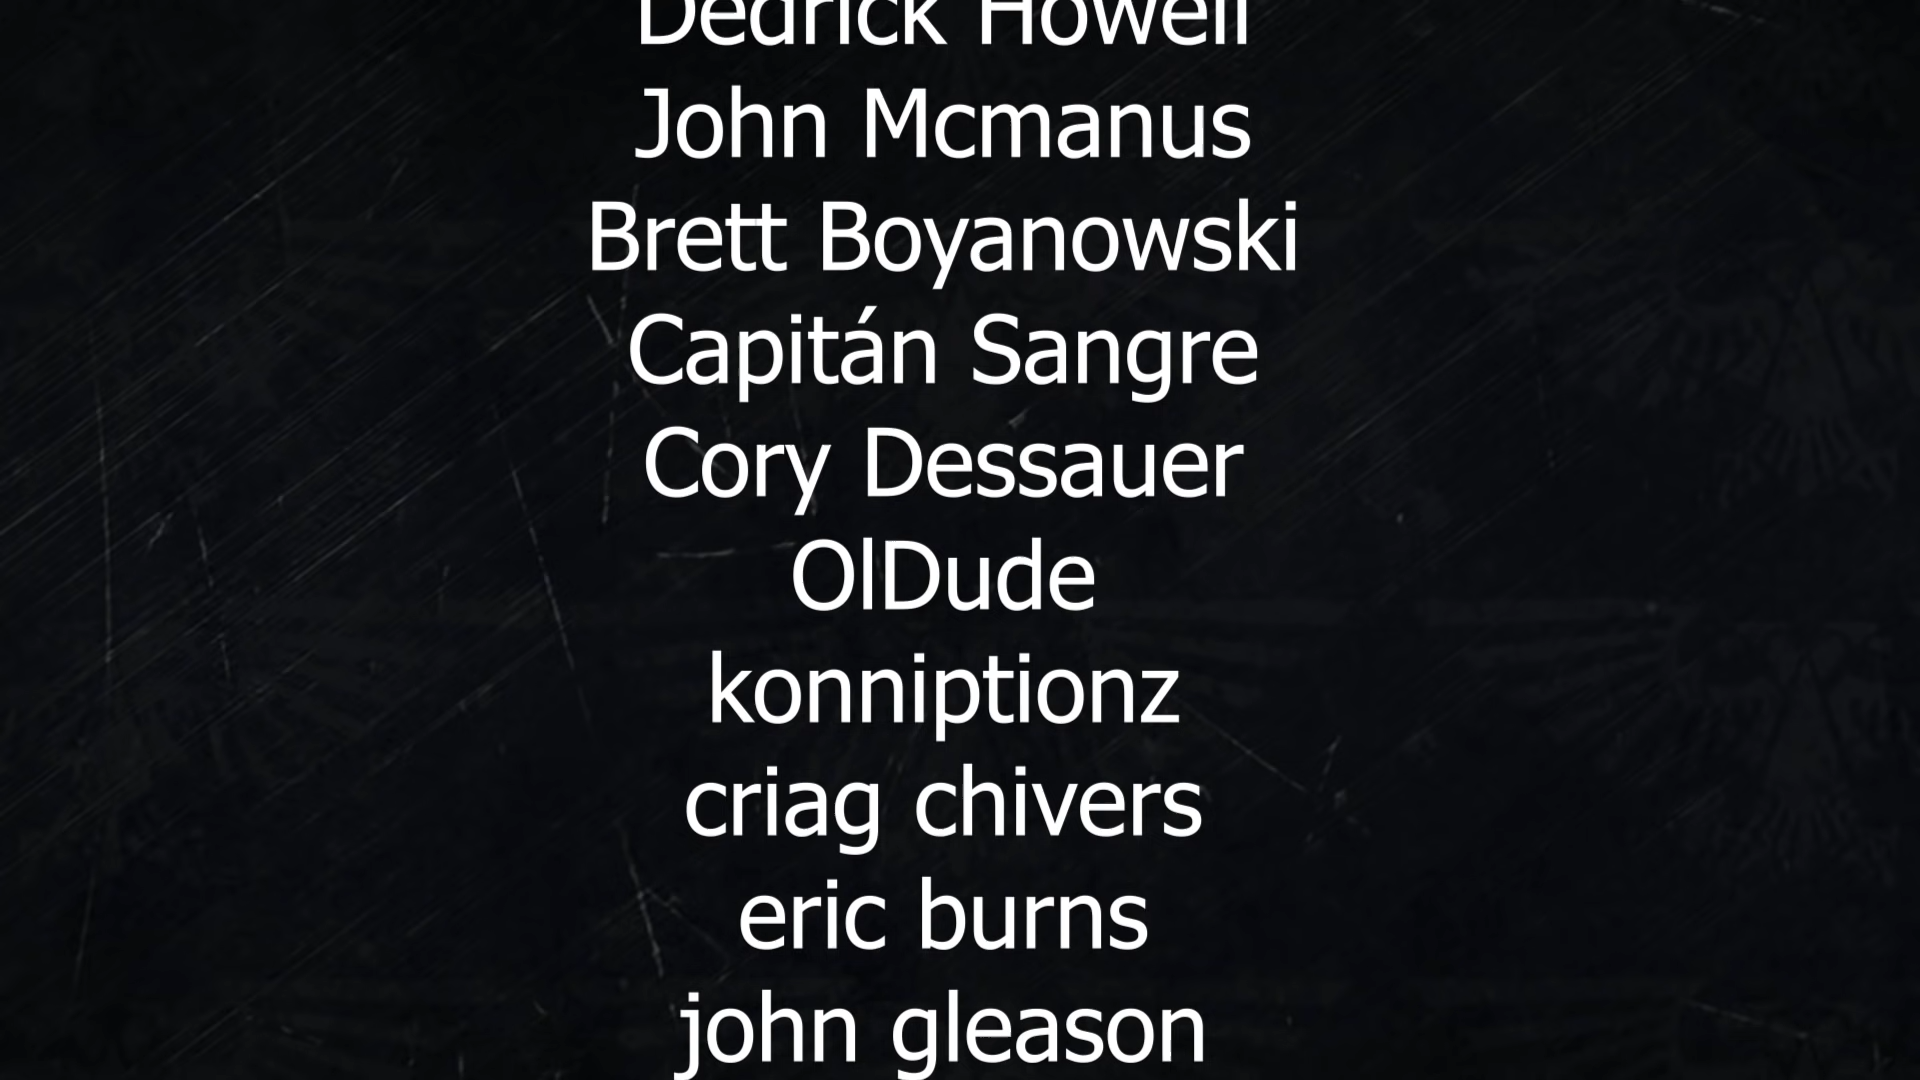 Dedrick Howell
John Mcmanus
Brett Boyanowski
Capitán Sangre
Cory Dessauer
OlDude
konniptionz
criag chivers
eric burns
john gleason